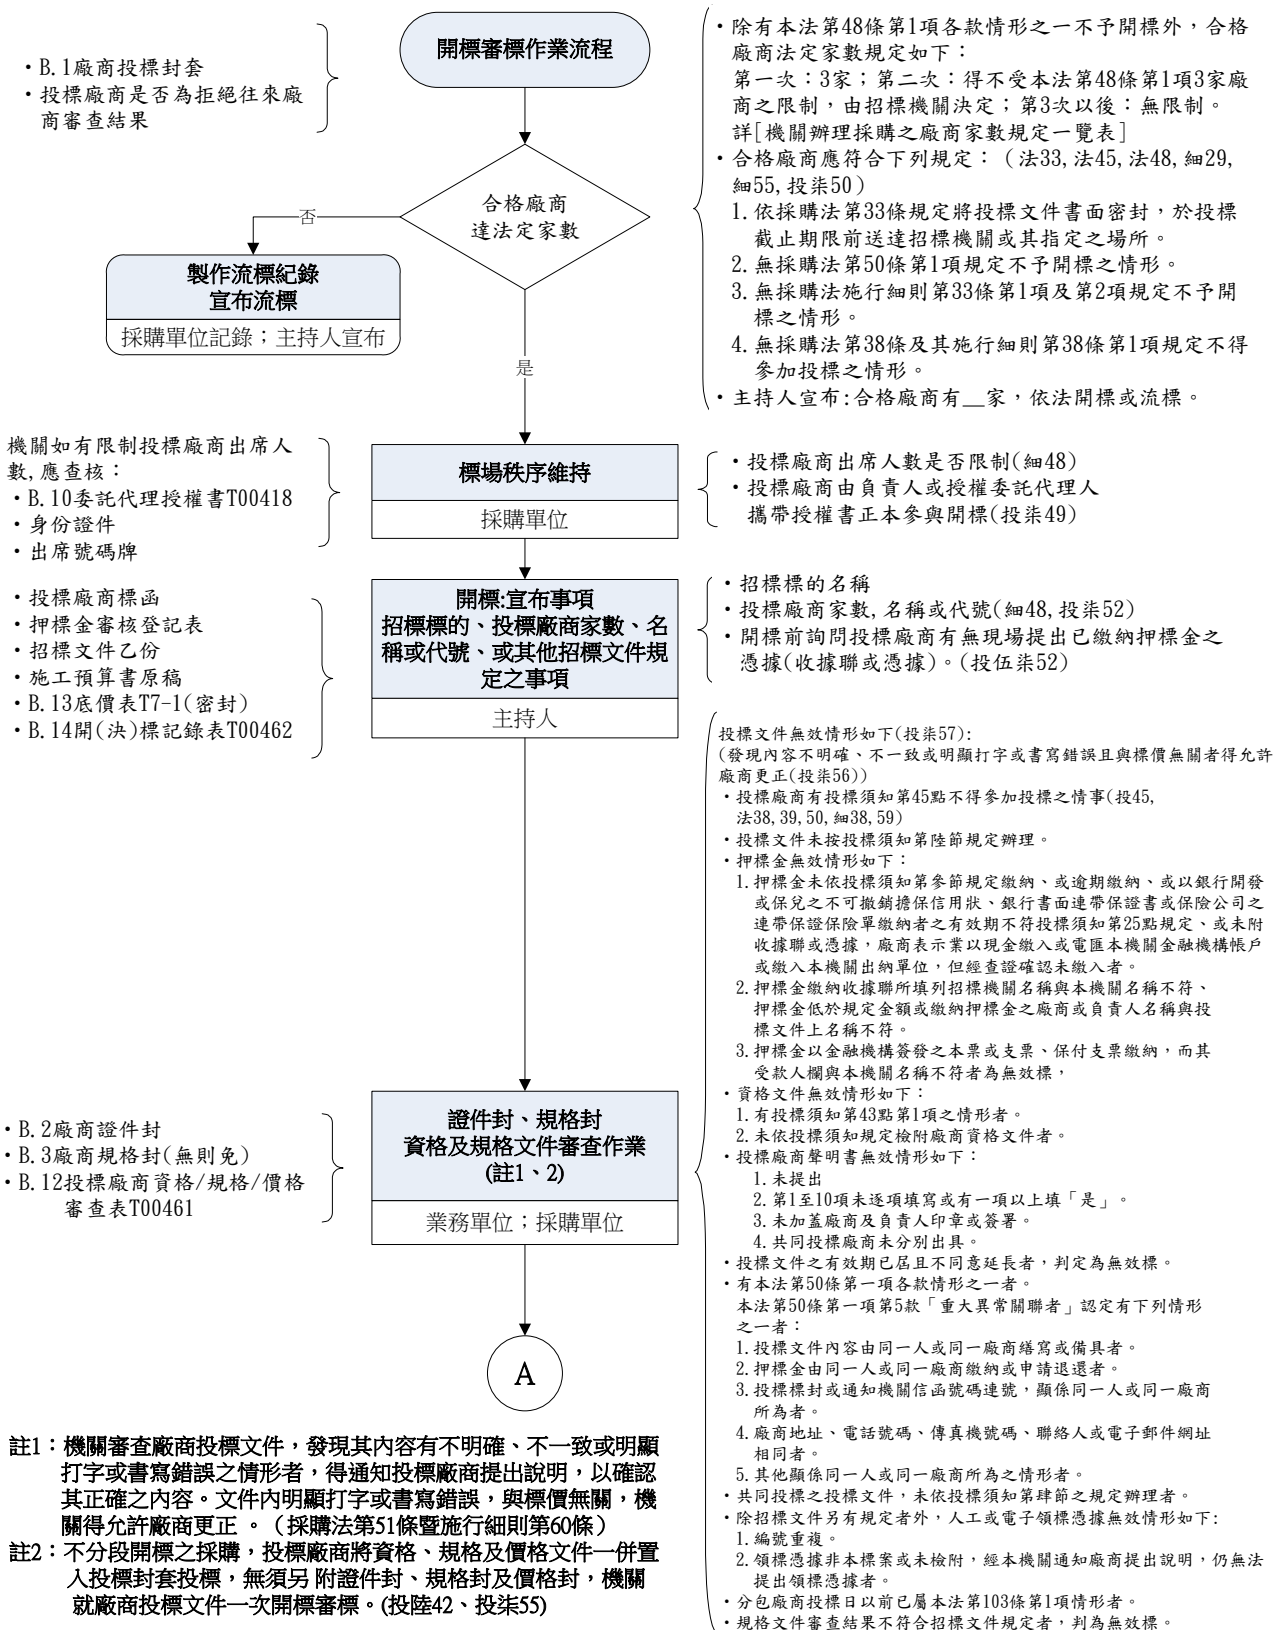 開標審標作業流程
・B.1廠商投標封套
・投標廠商是否為拒絕往來廠
商審查結果
・除有本法第48條第1項各款情形之一不予開標外，合格
廠商法定家數規定如下：
第一次：3家；第二次：得不受本法第48條第1項3家廠
商之限制，由招標機關決定；第3次以後：無限制。
詳[機關辦理採購之廠商家數規定一覽表]
・合格廠商應符合下列規定：（法33,法45,法48,細29,
細55,投柒50）
1.依採購法第33條規定將投標文件書面密封，於投標
截止期限前送達招標機關或其指定之場所。
2.無採購法第50條第1項規定不予開標之情形。
3.無採購法施行細則第33條第1項及第2項規定不予開
標之情形。
4.無採購法第38條及其施行細則第38條第1項規定不得
參加投標之情形。
・主持人宣布:合格廠商有__家，依法開標或流標。
合格廠商
達法定家數
否
製作流標紀錄
宣布流標
採購單位記錄；主持人宣布
是
機關如有限制投標廠商出席人
數,應查核：
・B.10委託代理授權書T00418
・身份證件
・出席號碼牌
標場秩序維持
採購單位
・投標廠商出席人數是否限制(細48)
・投標廠商由負責人或授權委託代理人
攜帶授權書正本參與開標(投柒49)
・投標廠商標函
・押標金審核登記表
・招標文件乙份
・施工預算書原稿
・B.13底價表T7-1(密封)
・B.14開(決)標記錄表T00462
開標:宣布事項
招標標的、投標廠商家數、名
稱或代號、或其他招標文件規
定之事項
主持人
・招標標的名稱
・投標廠商家數,名稱或代號(細48,投柒52)
・開標前詢問投標廠商有無現場提出已繳納押標金之
憑據(收據聯或憑據)。(投伍柒52)
投標文件無效情形如下(投柒57):
(發現內容不明確、不一致或明顯打字或書寫錯誤且與標價無關者得允許
廠商更正(投柒56))
・投標廠商有投標須知第45點不得參加投標之情事(投45,
法38,39,50,細38,59)
・投標文件未按投標須知第陸節規定辦理。
・押標金無效情形如下：
1.押標金未依投標須知第參節規定繳納、或逾期繳納、或以銀行開發
或保兌之不可撤銷擔保信用狀、銀行書面連帶保證書或保險公司之
連帶保證保險單繳納者之有效期不符投標須知第25點規定、或未附
收據聯或憑據，廠商表示業以現金繳入或電匯本機關金融機構帳戶
或繳入本機關出納單位，但經查證確認未繳入者。
2.押標金繳納收據聯所填列招標機關名稱與本機關名稱不符、
押標金低於規定金額或繳納押標金之廠商或負責人名稱與投
標文件上名稱不符。
3.押標金以金融機構簽發之本票或支票、保付支票繳納，而其
受款人欄與本機關名稱不符者為無效標，
・資格文件無效情形如下：
1.有投標須知第43點第1項之情形者。
2.未依投標須知規定檢附廠商資格文件者。
・投標廠商聲明書無效情形如下：
1.未提出
2.第1至10項未逐項填寫或有一項以上填「是」。
3.未加蓋廠商及負責人印章或簽署。
4.共同投標廠商未分別出具。
・投標文件之有效期已屆且不同意延長者，判定為無效標。
・有本法第50條第一項各款情形之一者。
本法第50條第一項第5款「重大異常關聯者」認定有下列情形
之一者：
1.投標文件內容由同一人或同一廠商繕寫或備具者。
2.押標金由同一人或同一廠商繳納或申請退還者。
3.投標標封或通知機關信函號碼連號，顯係同一人或同一廠商
所為者。
4.廠商地址、電話號碼、傳真機號碼、聯絡人或電子郵件網址
相同者。
5.其他顯係同一人或同一廠商所為之情形者。
・共同投標之投標文件，未依投標須知第肆節之規定辦理者。
・除招標文件另有規定者外，人工或電子領標憑據無效情形如下:
1.編號重複。
2.領標憑據非本標案或未檢附，經本機關通知廠商提出說明，仍無法
提出領標憑據者。
・分包廠商投標日以前已屬本法第103條第1項情形者。
・規格文件審查結果不符合招標文件規定者，判為無效標。
・B.2廠商證件封
・B.3廠商規格封(無則免)
・B.12投標廠商資格/規格/價格
審查表T00461
證件封、規格封
資格及規格文件審查作業
(註1、2)
業務單位；採購單位
A
註1：機關審查廠商投標文件，發現其內容有不明確、不一致或明顯
打字或書寫錯誤之情形者，得通知投標廠商提出說明，以確認
其正確之內容。文件內明顯打字或書寫錯誤，與標價無關，機
關得允許廠商更正 。（採購法第51條暨施行細則第60條）
註2：不分段開標之採購，投標廠商將資格、規格及價格文件一併置
入投標封套投標，無須另 附證件封、規格封及價格封，機關
就廠商投標文件一次開標審標。(投陸42、投柒55)